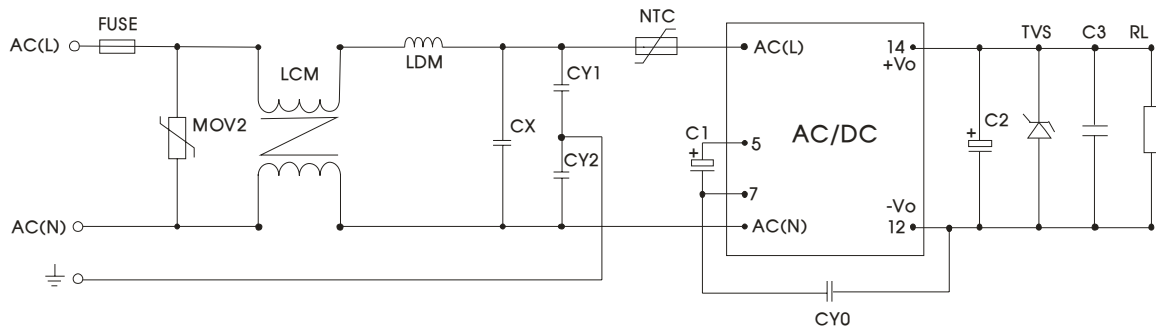 FUSE
AC(L)
LCM
LDM
NTC
AC(L)
14
+Vo
TVS
C3
RL
MOV2
CX
CY1
CY2
C1
+
5
AC/DC
+
C2
7
AC(N)
AC(N)
-Vo
12
CY0